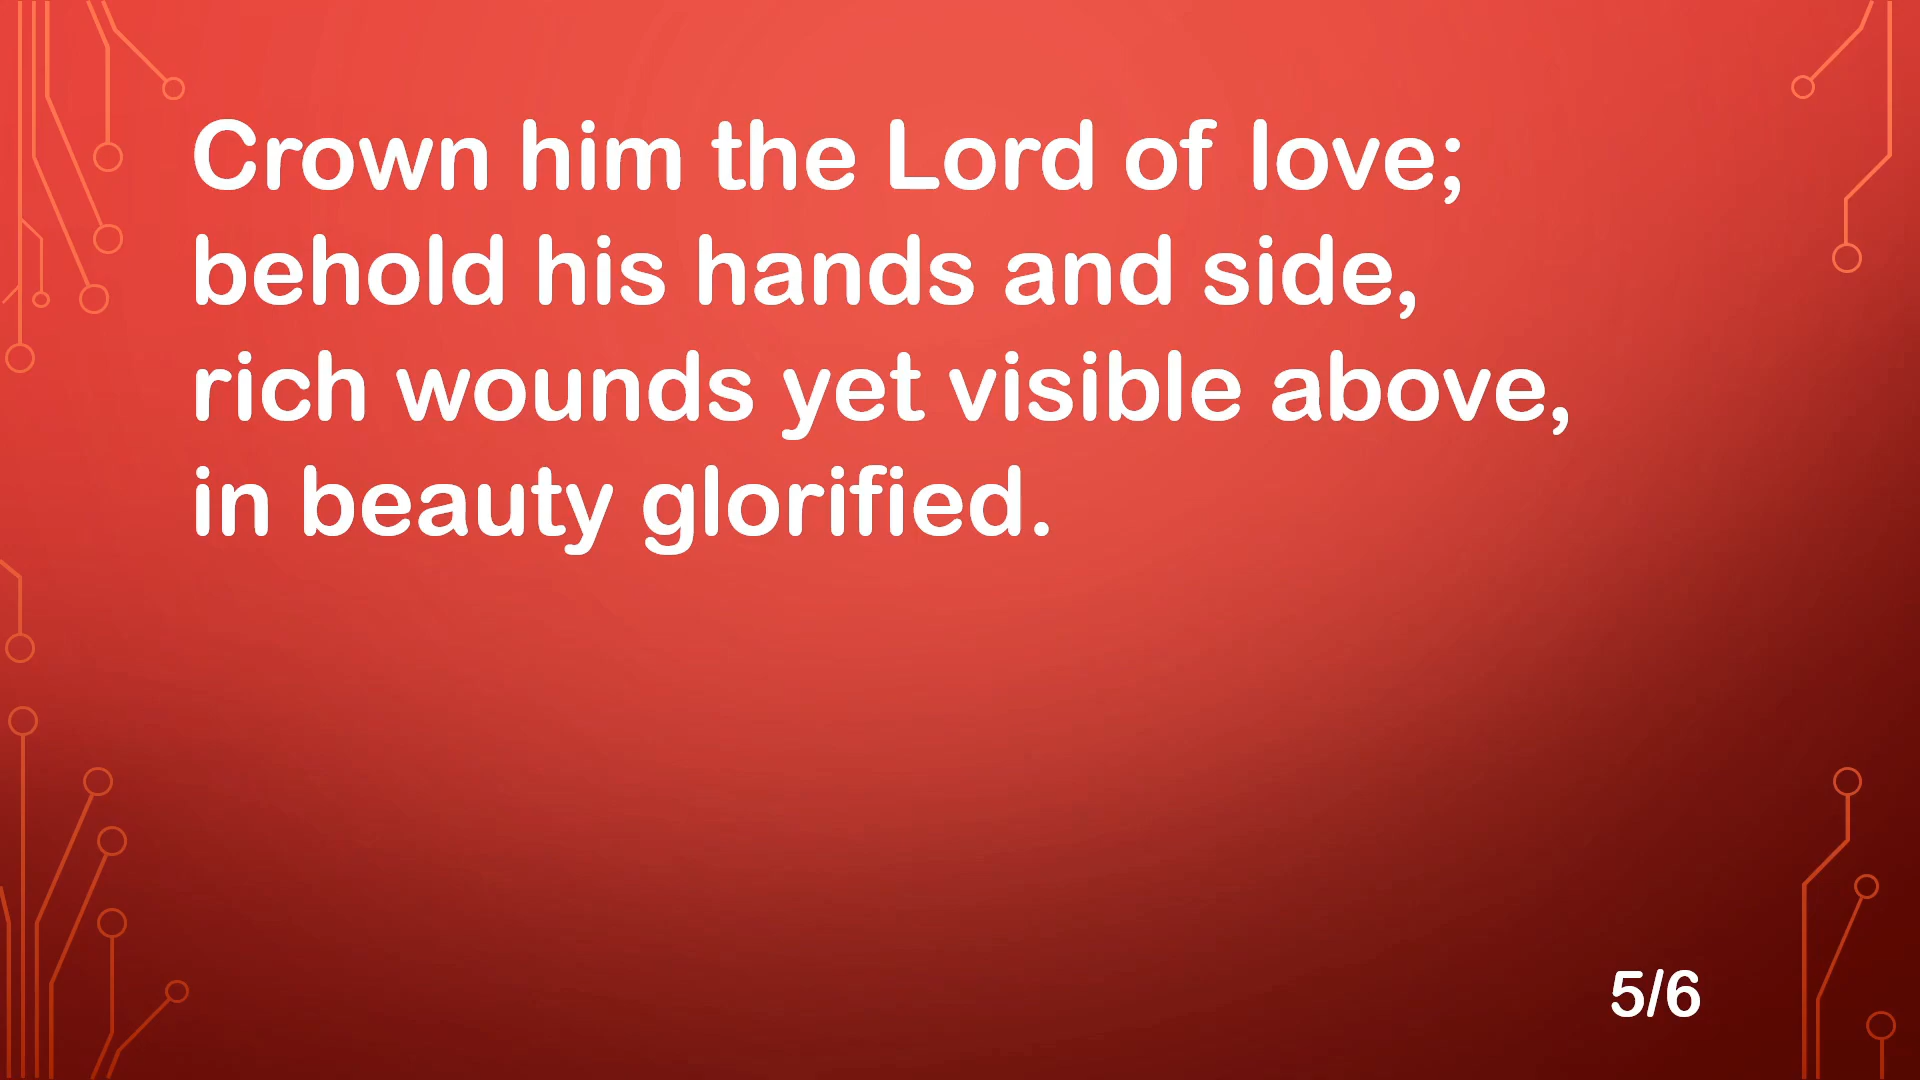 Crown him the Lord of love;
behold his hands and side,
rich wounds yet visible above,
in beauty glorified.
5/6